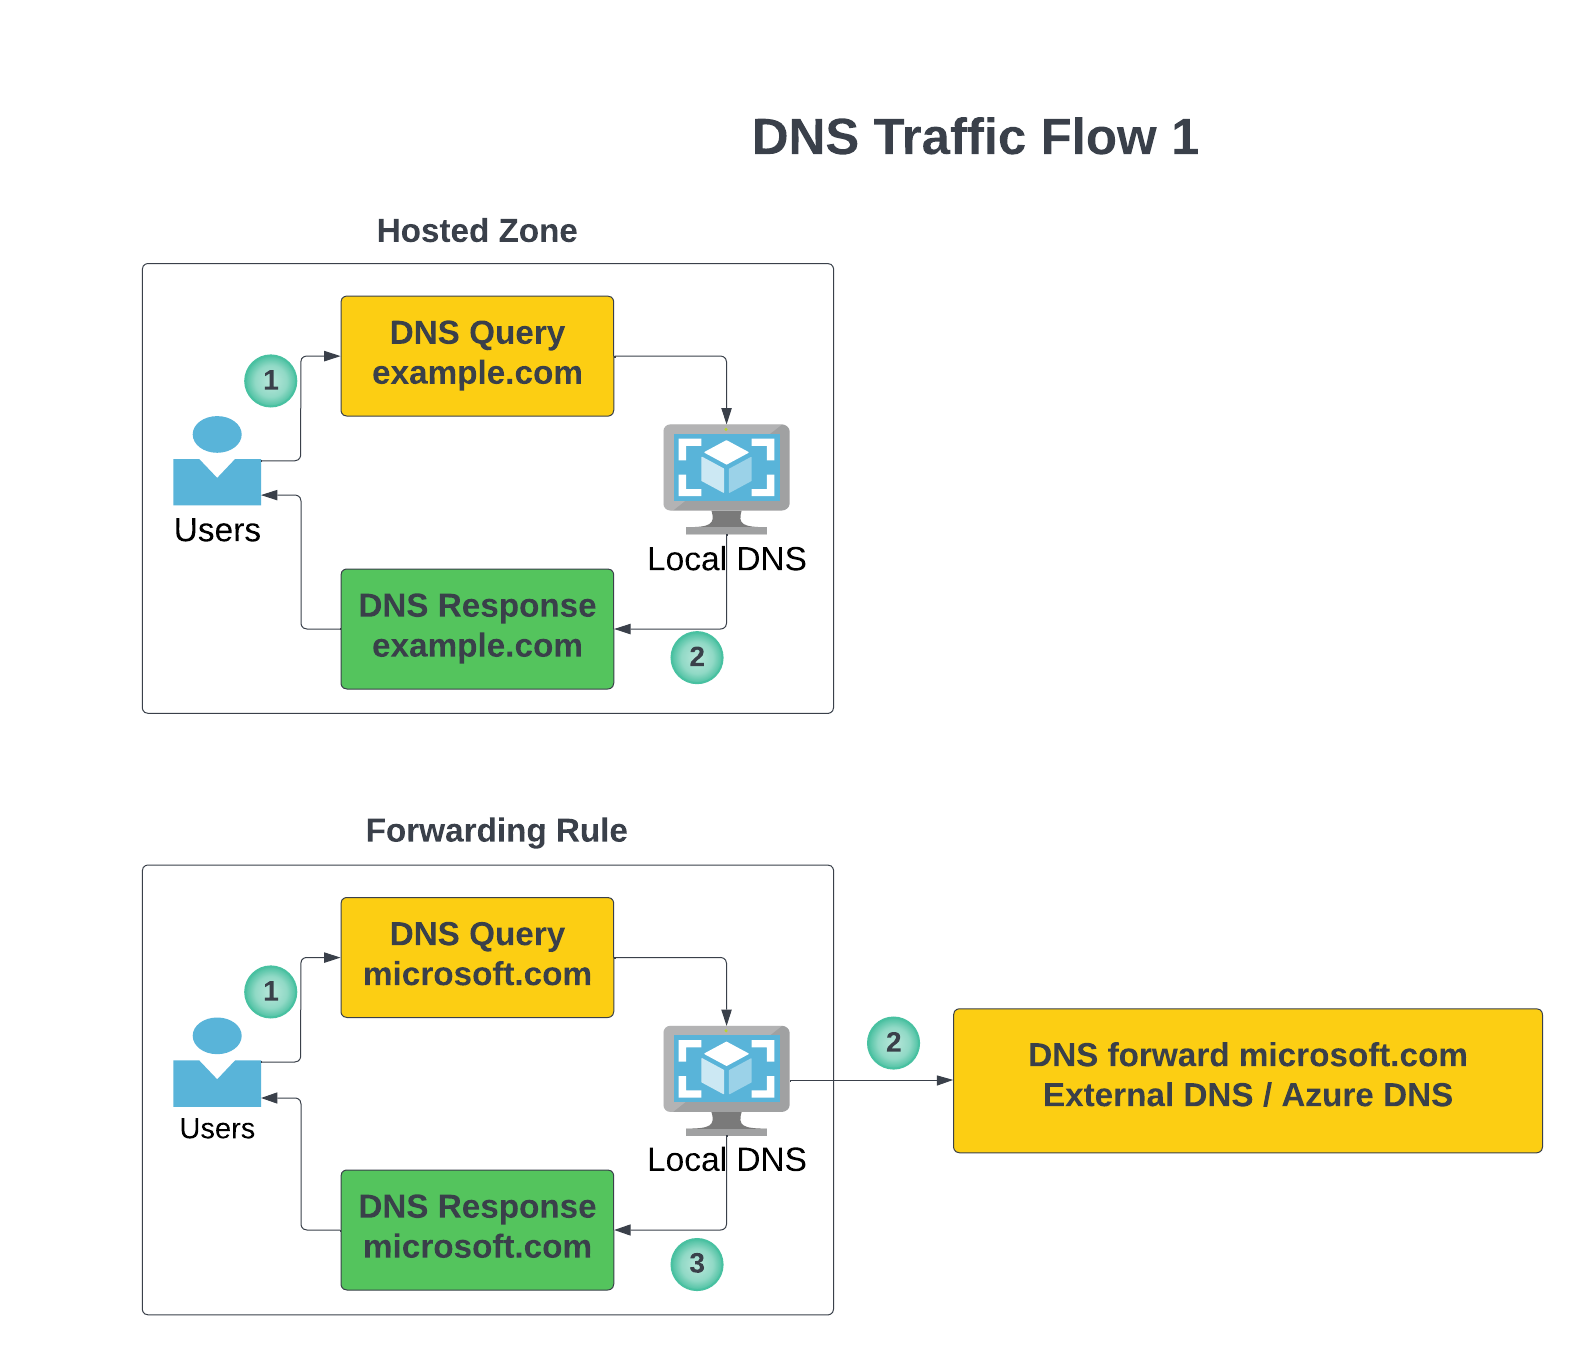 DNS Traffic Flow 1
Hosted Zone
DNS Query
example.com
1
Users
Local DNS
DNS Response
example.com
2
Forwarding Rule
DNS Query
microsoft.com
1
Users
Local DNS
2
DNS forward microsoft.com
External DNS / Azure DNS
DNS Response
microsoft.com
3